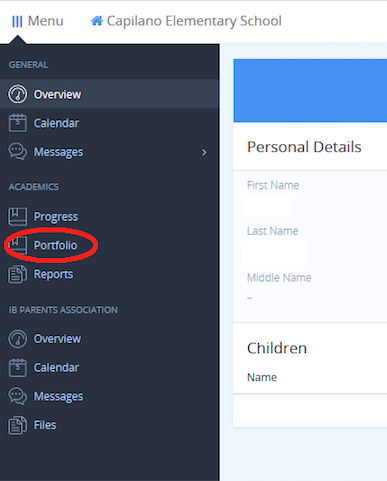 Menu
Capilano Elementary School
GENERAL
Overview
Calendar
Messages
ACADEMICS
Progress
Portfolio
Reports
IB PARENTS ASSOCIATION
Overview
Calendar
Messages
Files
Personal Details
First Name
Last Name
Middle Name
–
Children
Name